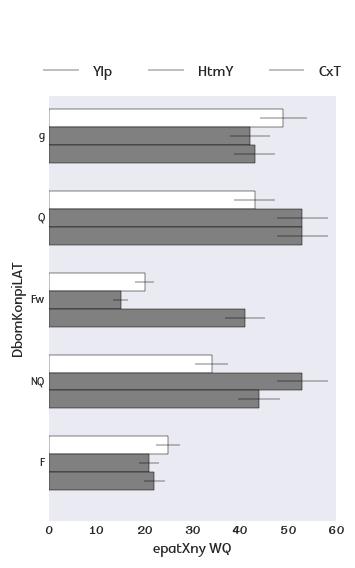 Ylp HtmY CxT
g
Q
Fw
NQ
F
DbomKonpiLAT
0 10 20 30 40 50 60
epatXny WQ